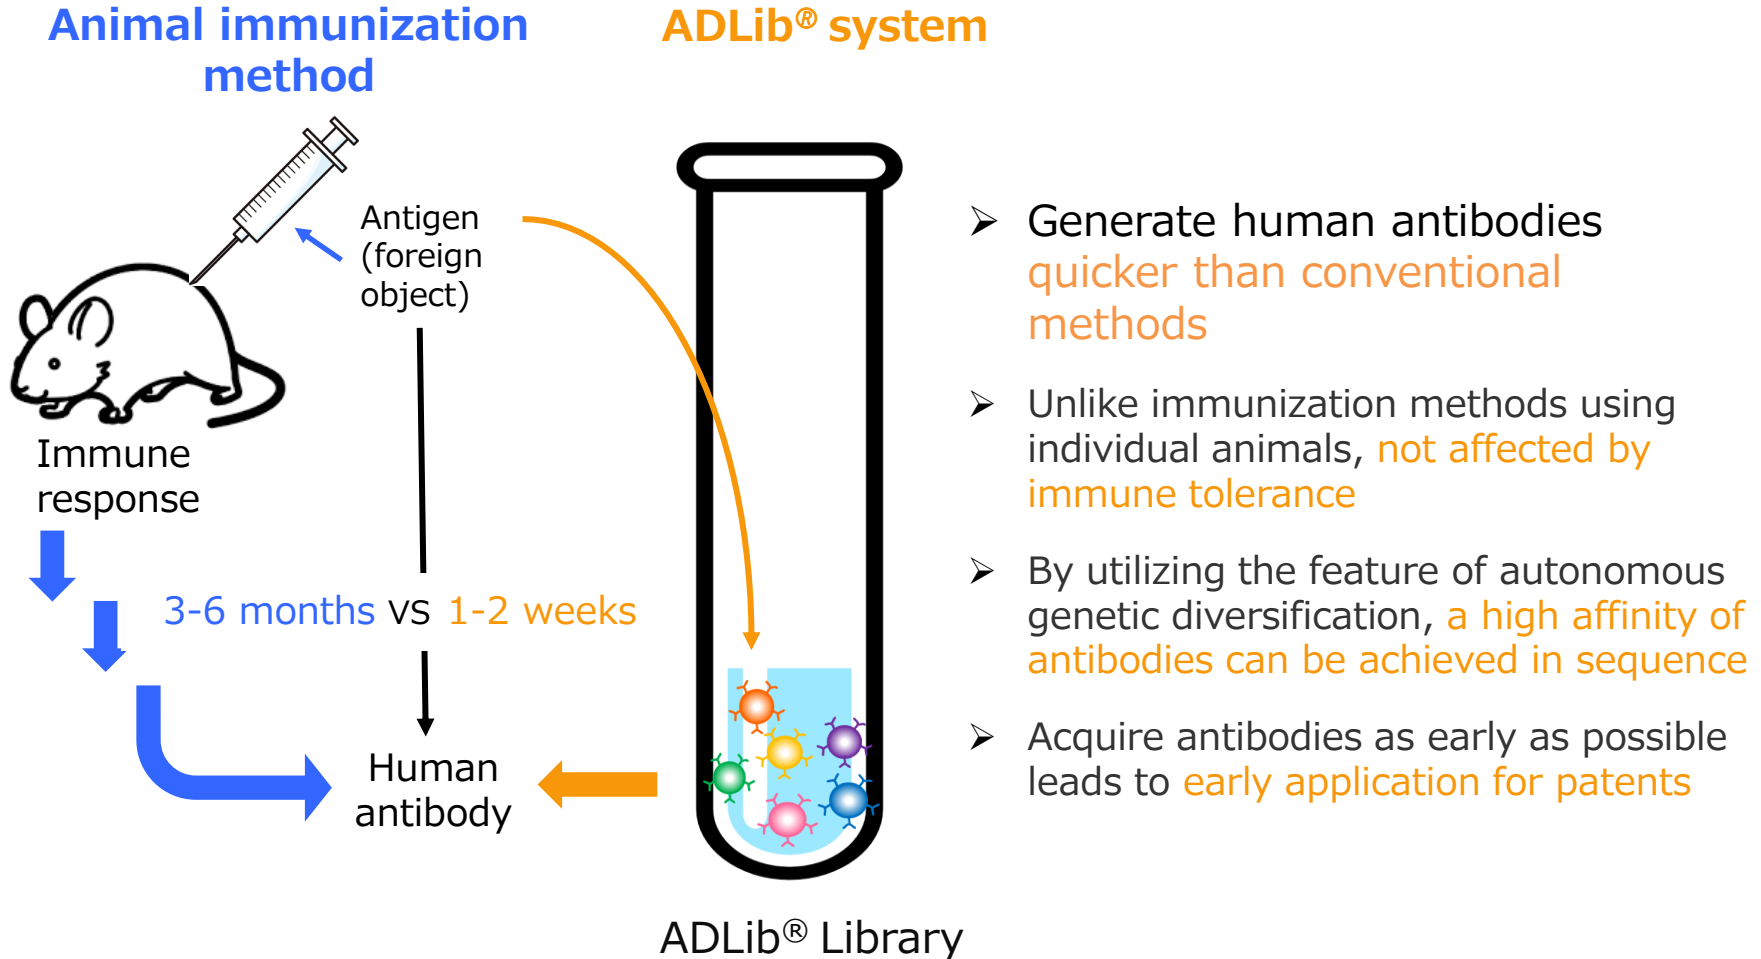 Animal immunization
method
ADLib® system
Antigen
(foreign
object)
Immune
response
3-6 months VS 1-2 weeks
Human
antibody
ADLib® Library
➢ Generate human antibodies
quicker than conventional
methods
➢ Unlike immunization methods using
individual animals, not affected by
immune tolerance
➢ By utilizing the feature of autonomous
genetic diversification, a high affinity of
antibodies can be achieved in sequence
➢ Acquire antibodies as early as possible
leads to early application for patents